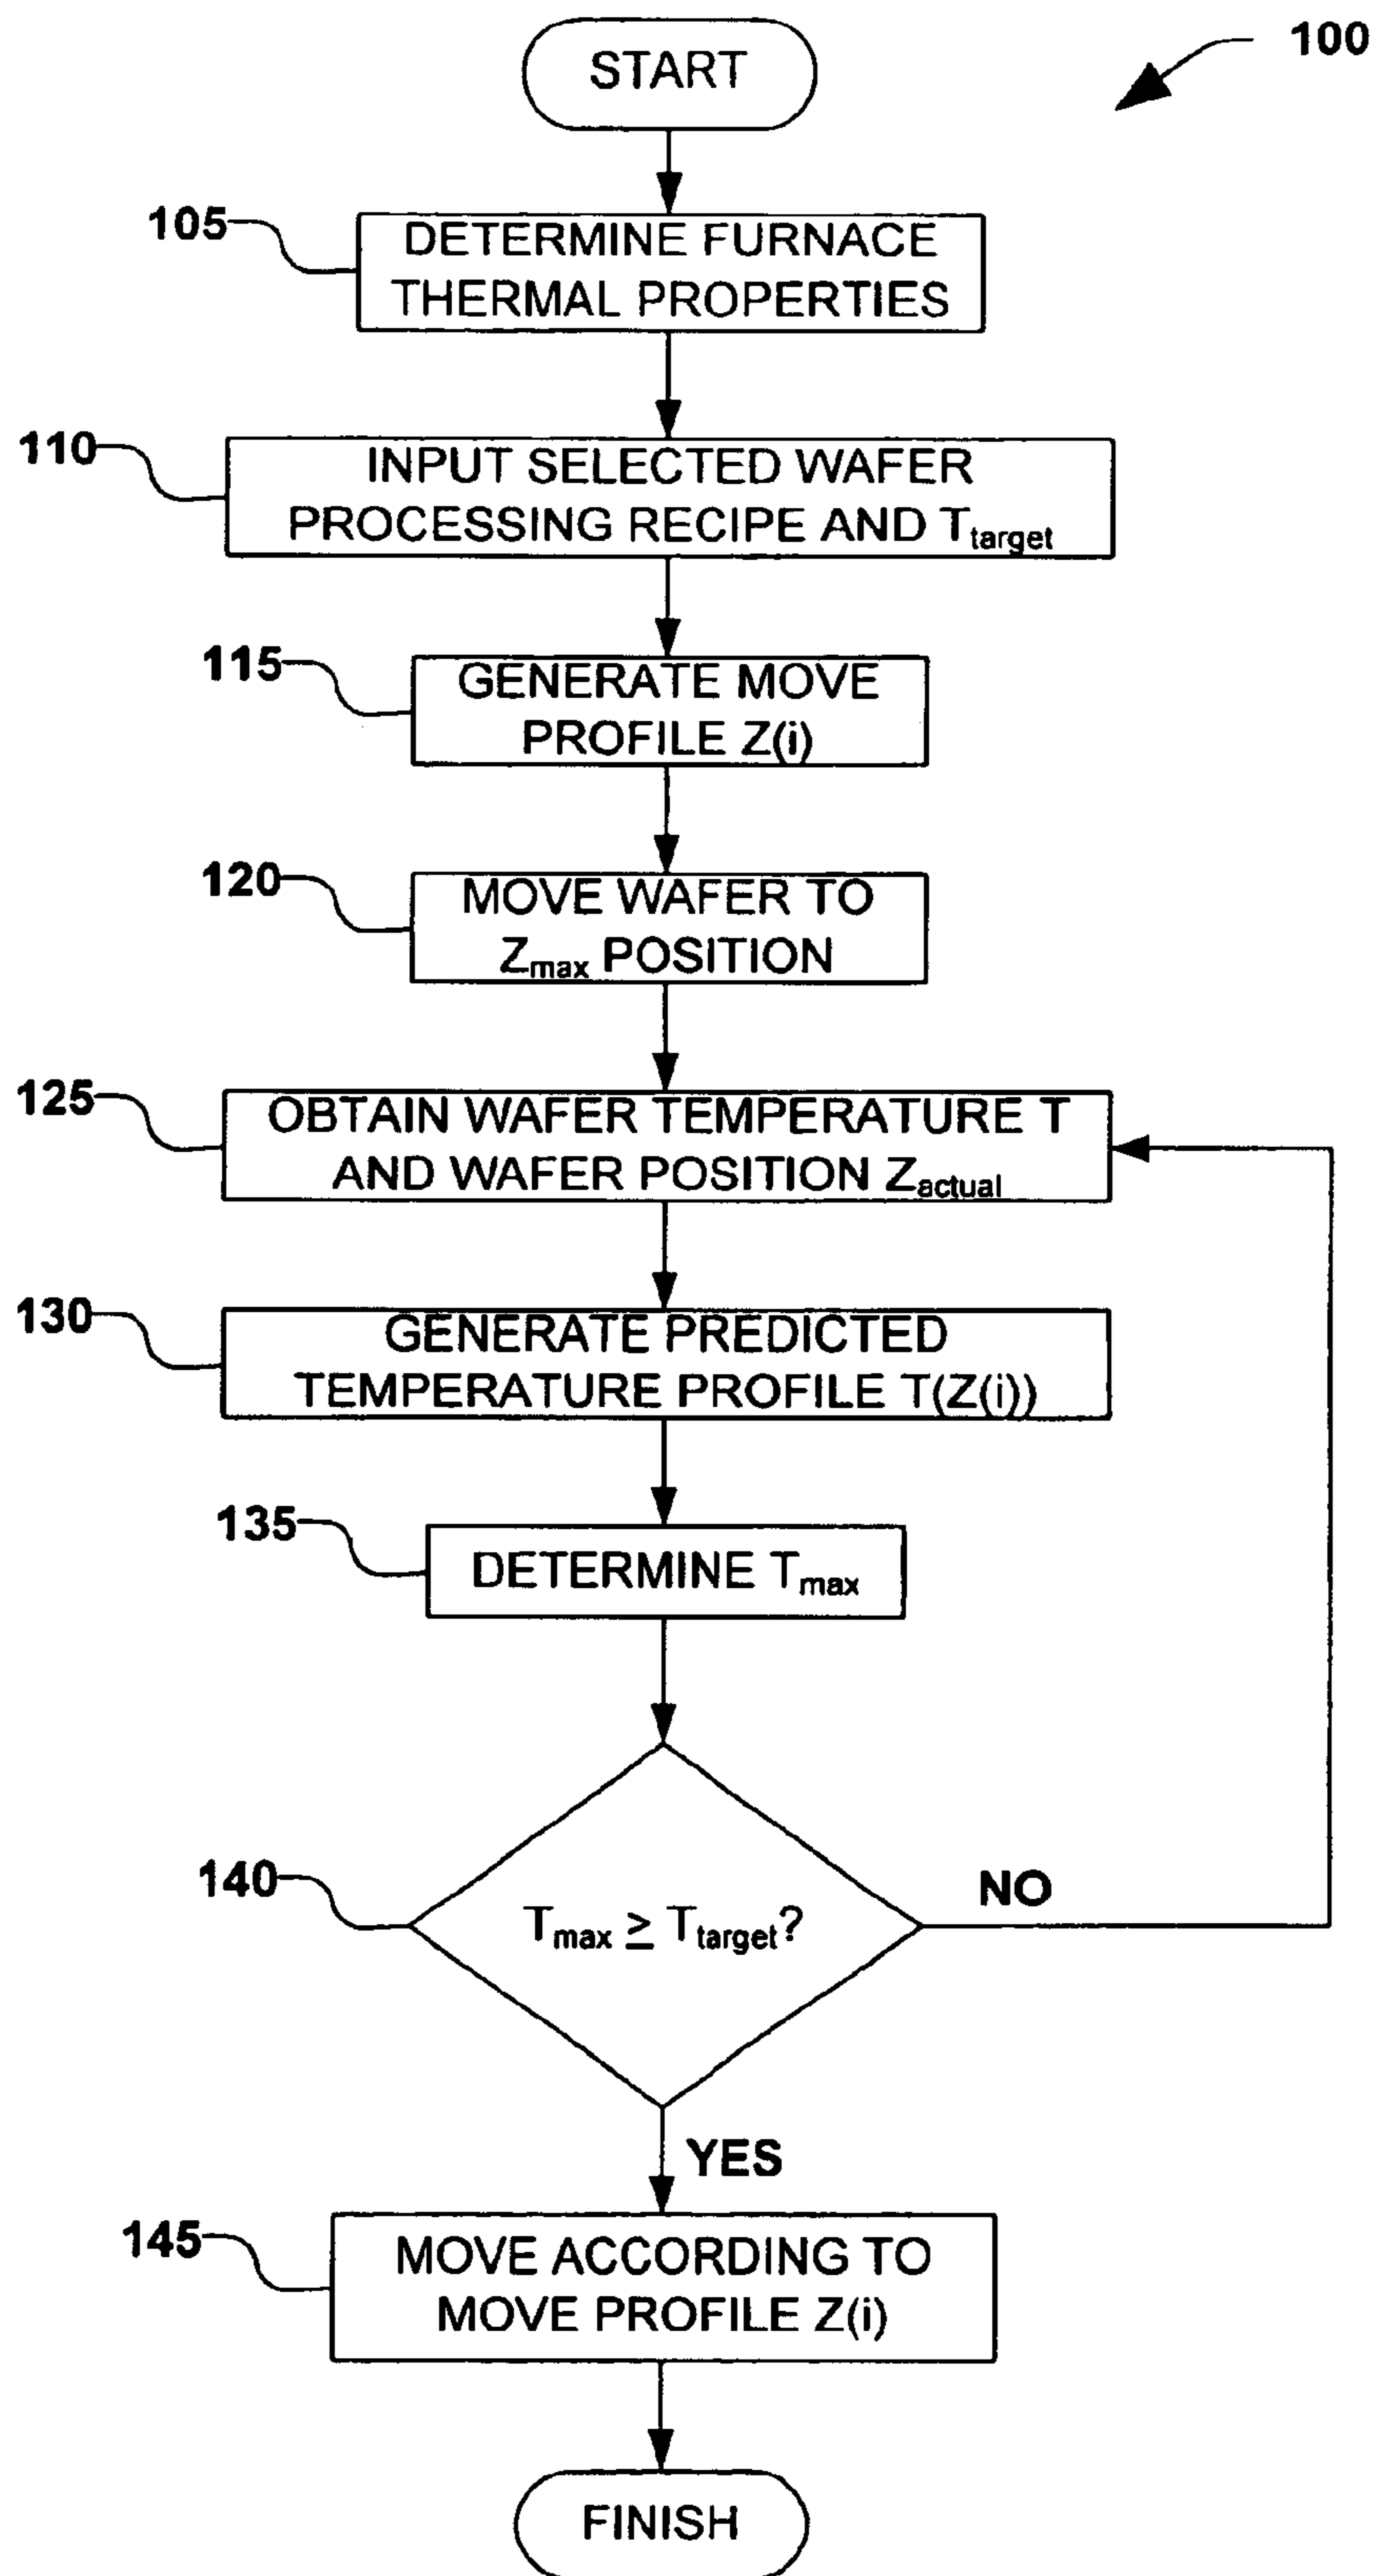 100
START
105
DETERMINE FURNACE
THERMAL PROPERTIES
110
INPUT SELECTED WAFER
PROCESSING RECIPE AND Ttarget
115
GENERATE MOVE
PROFILE Z(i)
120
MOVE WAFER TO
Zmax POSITION
125
OBTAIN WAFER TEMPERATURE T
AND WAFER POSITION Zactual
130
GENERATE PREDICTED
TEMPERATURE PROFILE T(Z(i))
135
DETERMINE Tmax
140
Tmax ≥ Ttarget?
NO
YES
145
MOVE ACCORDING TO
MOVE PROFILE Z(i)
FINISH